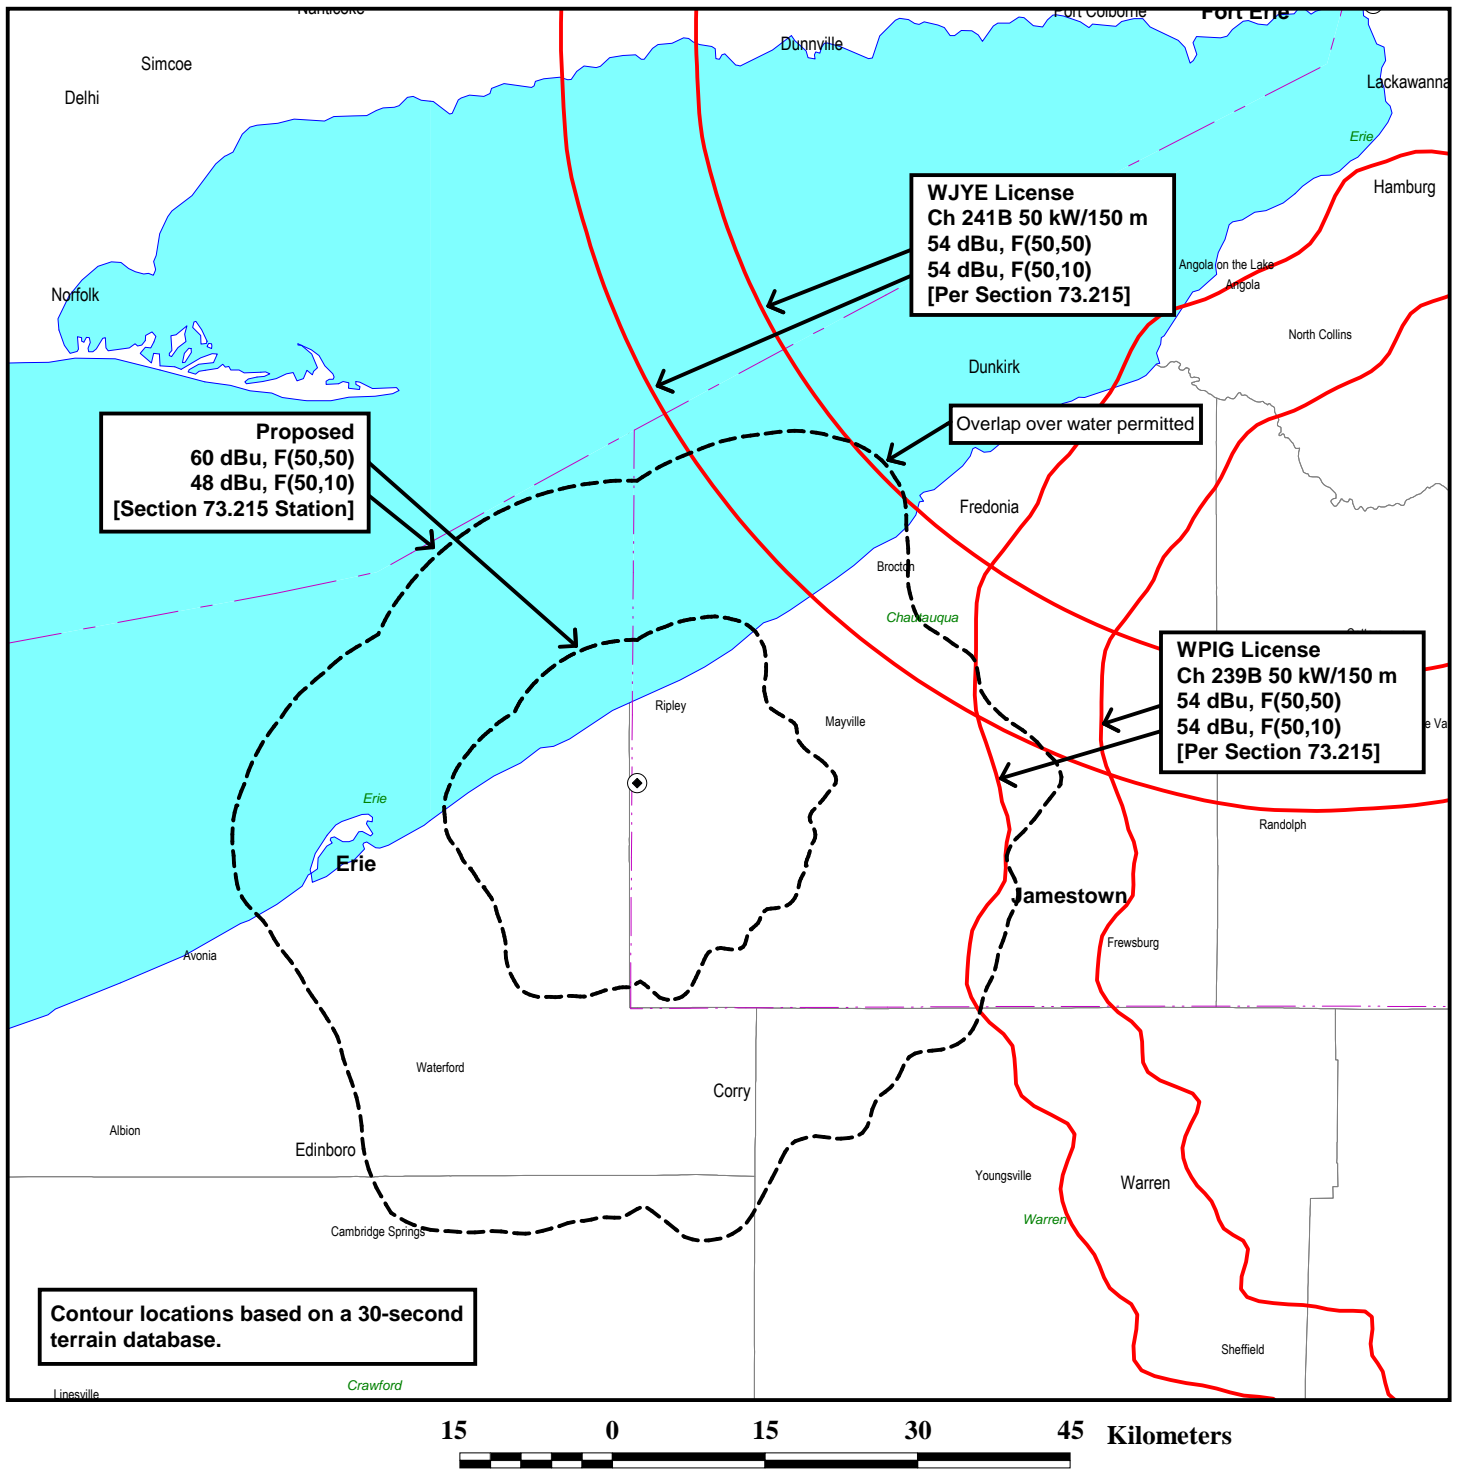 Nanticoke
Port Colborne
Fort Erie
Simcoe
Dunnville
Delhi
Lackawanna
Erie
Hamburg
WJYE License
Ch 241B 50 kW/150 m
54 dBu, F(50,50)
54 dBu, F(50,10)
[Per Section 73.215]
Angola on the Lake
Angola
Norfolk
North Collins
Dunkirk
Proposed
60 dBu, F(50,50)
48 dBu, F(50,10)
[Section 73.215 Station]
Overlap over water permitted
Fredonia
Brocton
Chautauqua
WPIG License
Ch 239B 50 kW/150 m
54 dBu, F(50,50)
54 dBu, F(50,10)
[Per Section 73.215]
Ripley
Mayville
e Va
Erie
Erie
Randolph
Jamestown
Frewsburg
Avonia
Waterford
Corry
Albion
Edinboro
Youngsville
Warren
Warren
Cambridge Springs
Contour locations based on a 30-second
terrain database.
Sheffield
Crawford
Linesville
15 0 15 30 45 Kilometers